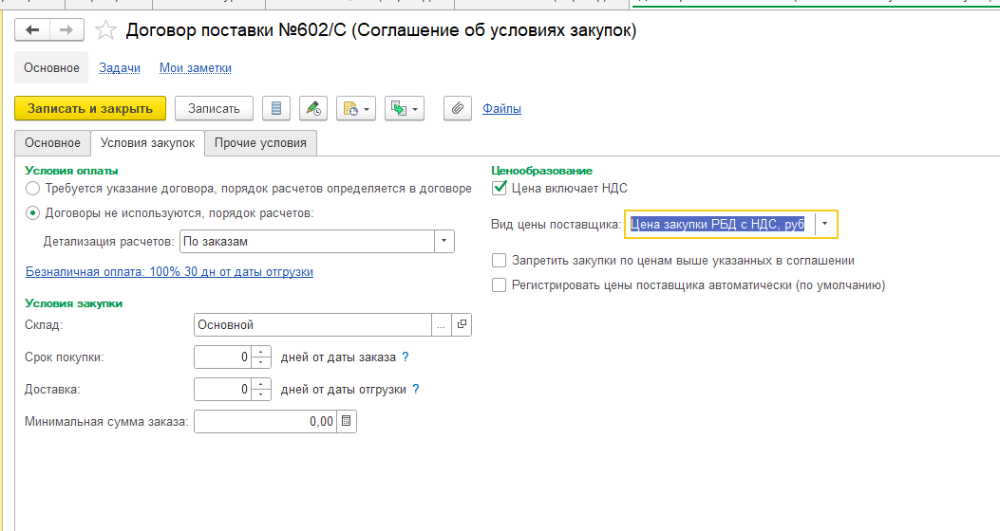 Договор поставки №602/С (Соглашение об условиях закупок)
Основное Задачи Мои заметки
Записать и закрыть Записать Файлы
Основное Условия закупок Прочие условия
Условия оплаты
Требуется указание договора, порядок расчетов определяется в договоре
Договоры не используются, порядок расчетов:
Детализация расчетов: По заказам
Безналичная оплата: 100% 30 дн от даты отгрузки
Условия закупки
Склад: Основной ...
Срок покупки: 0 дней от даты заказа ?
Доставка: 0 дней от даты отгрузки ?
Минимальная сумма заказа: 0,00
Ценообразование
Цена включает НДС
Вид цены поставщика: Цена закупки РБД с НДС, руб
Запретить закупки по ценам выше указанных в соглашении
Регистрировать цены поставщика автоматически (по умолчанию)